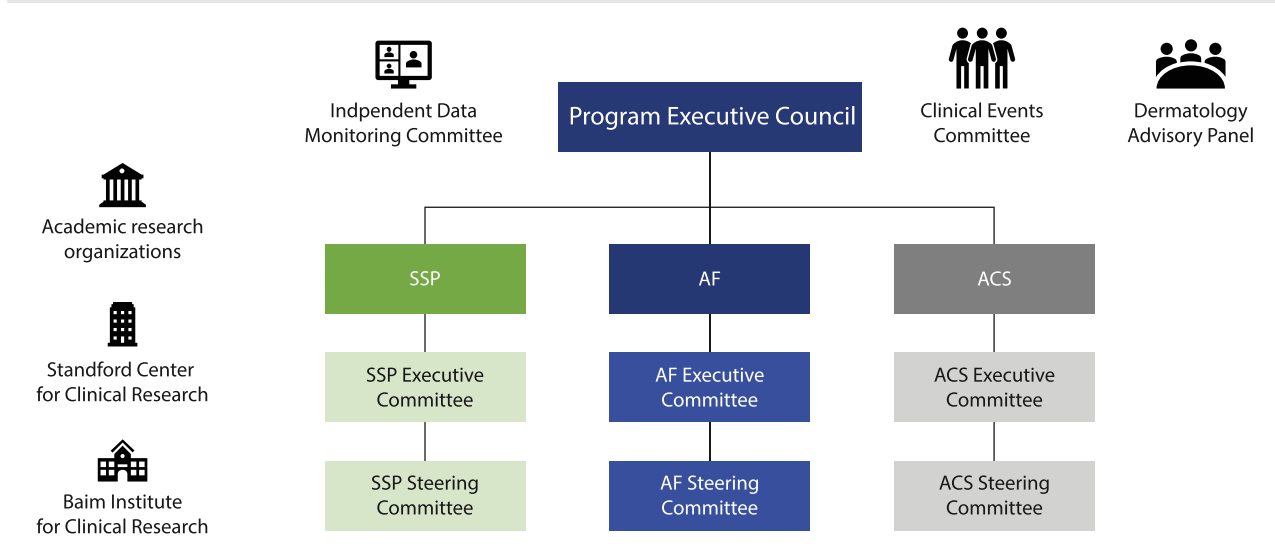 Indpendent Data
Monitoring Committee
Program Executive Council
Clinical Events
Committee
Dermatology
Advisory Panel
Academic research
organizations
SSP
AF
ACS
Standford Center
for Clinical Research
SSP Executive
Committee
AF Executive
Committee
ACS Executive
Committee
Baim Institute
for Clinical Research
SSP Steering
Committee
AF Steering
Committee
ACS Steering
Committee